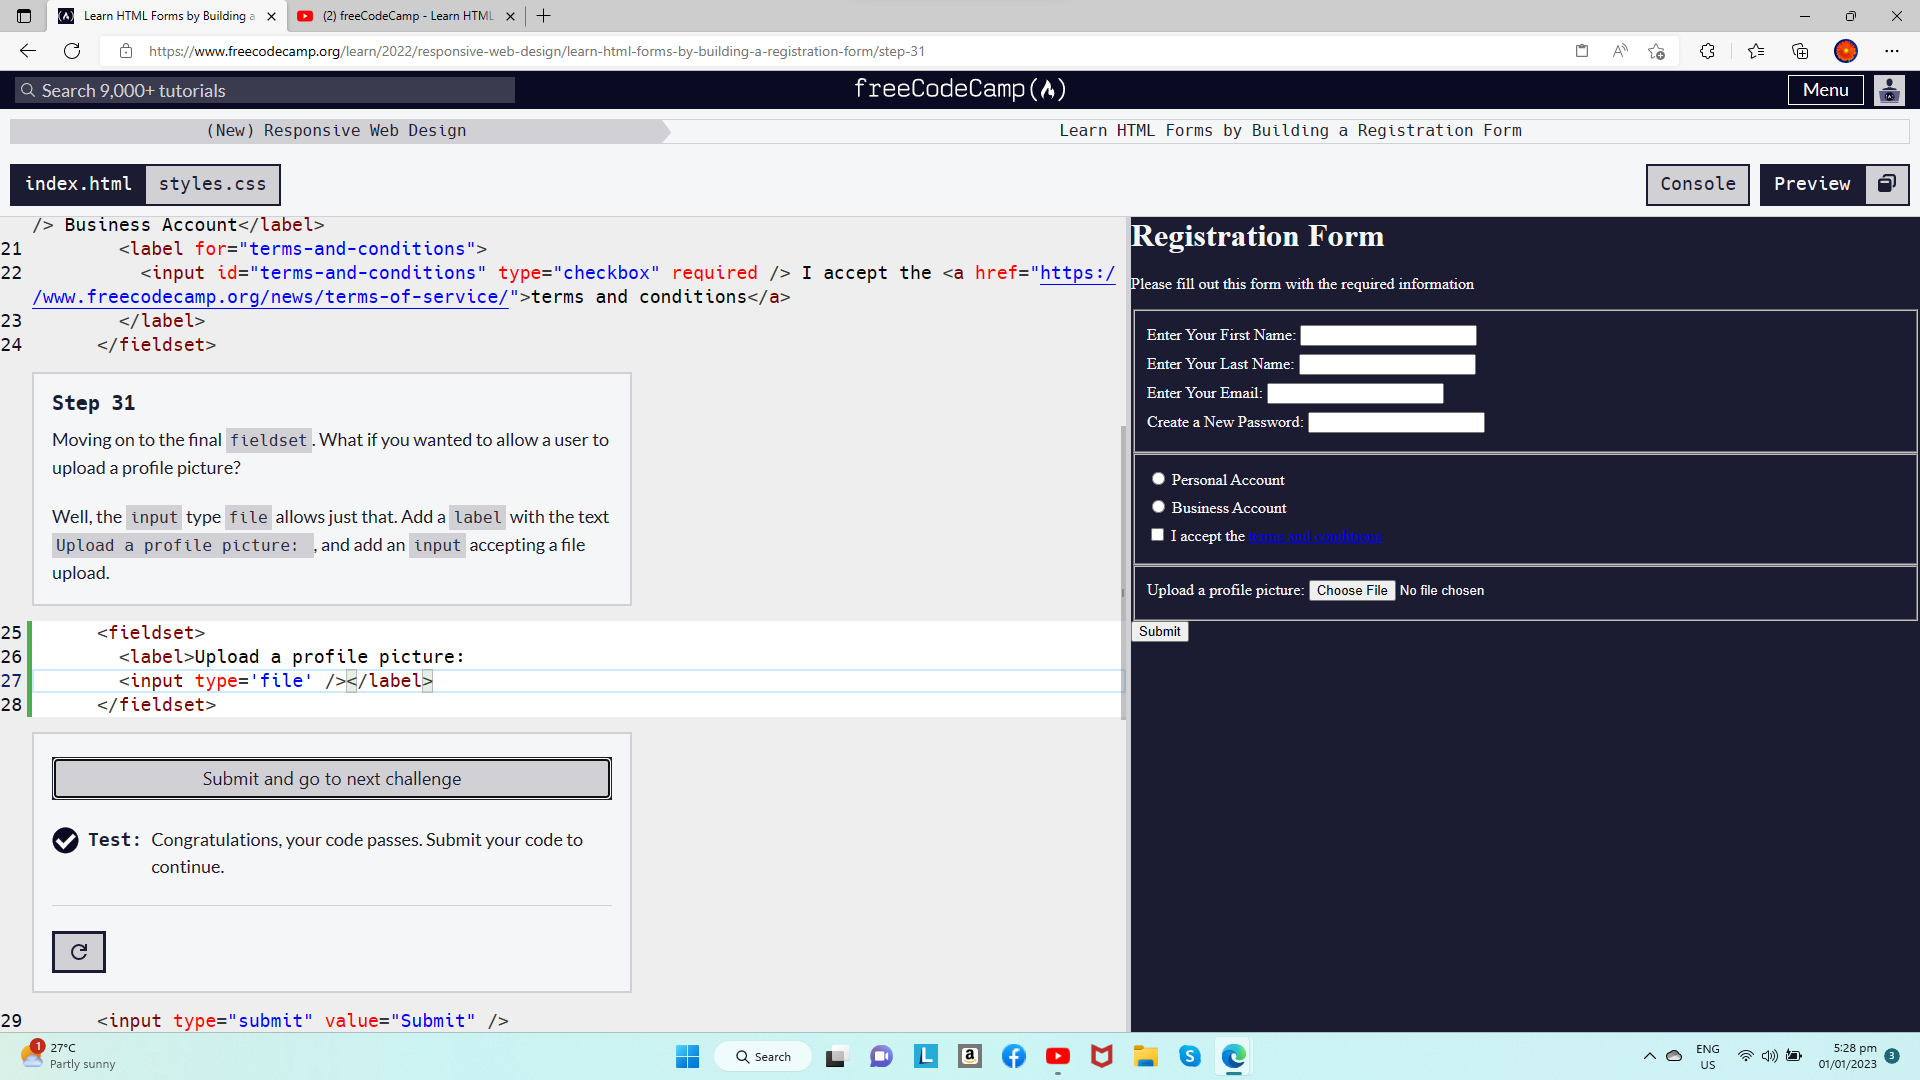 Learn HTML Forms by Building a
(2) freeCodeCamp - Learn HTML
https://www.freecodecamp.org/learn/2022/responsive-web-design/learn-html-forms-by-building-a-registration-form/step-31
Search 9,000+ tutorials
freeCodeCamp
Menu
(New) Responsive Web Design
Learn HTML Forms by Building a Registration Form
index.html
styles.css
Console
Preview
/> Business Account</label>
21 <label for="terms-and-conditions">
22 <input id="terms-and-conditions" type="checkbox" required /> I accept the <a href="https:/
/www.freecodecamp.org/news/terms-of-service/">terms and conditions</a>
23 </label>
24 </fieldset>
Step 31
Moving on to the final fieldset. What if you wanted to allow a user to
upload a profile picture?
Well, the input type file allows just that. Add a label with the text
Upload a profile picture: , and add an input accepting a file
upload.
25 <fieldset>
26 <label>Upload a profile picture:
27 <input type='file' /></label>
28 </fieldset>
Submit and go to next challenge
Test: Congratulations, your code passes. Submit your code to
continue.
29 <input type="submit" value="Submit" />
Registration Form
Please fill out this form with the required information
Enter Your First Name:
Enter Your Last Name:
Enter Your Email:
Create a New Password:
Personal Account
Business Account
I accept the terms and conditions
Upload a profile picture: Choose File No file chosen
Submit
1
27°C
Partly sunny
Search
L
a
S
ENG
US
5:28 pm
01/01/2023
3